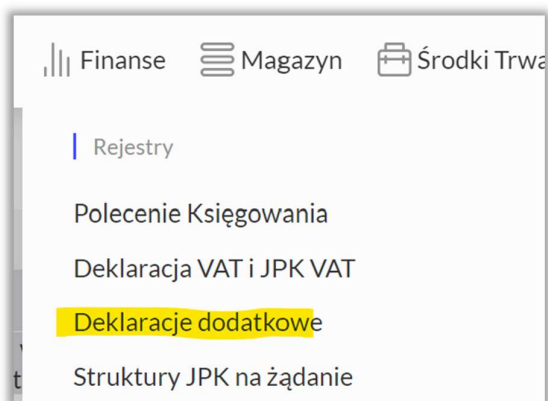 Finanse Magazyn Środki Trwa
Rejestry
Polecenie Księgowania
Deklaracja VAT i JPK VAT
Deklaracje dodatkowe
Struktury JPK na żądanie